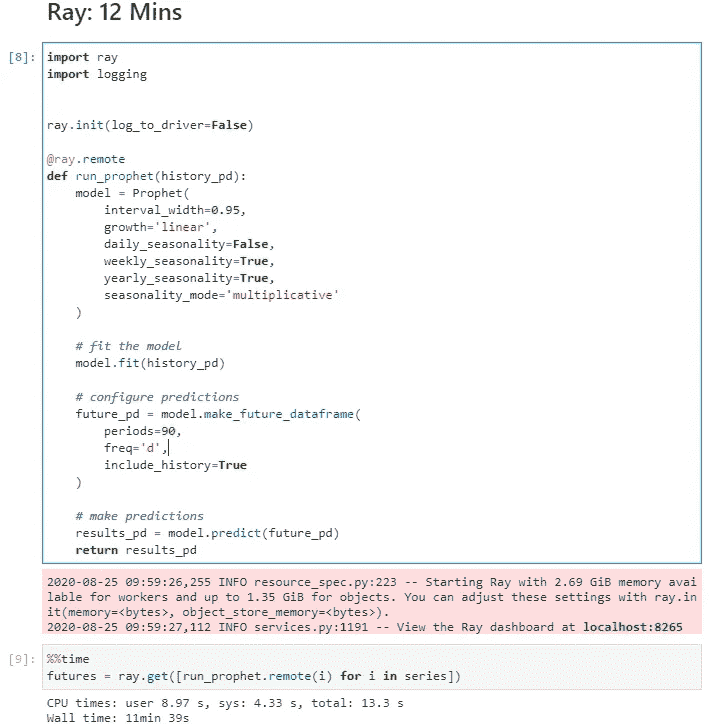 Ray: 12 Mins
[8]:
import ray
import logging
ray.init(log_to_driver=False)
@ray.remote
def run_prophet(history_pd):
    model = Prophet(
        interval_width=0.95,
        growth='linear',
        daily_seasonality=False,
        weekly_seasonality=True,
        yearly_seasonality=True,
        seasonality_mode='multiplicative'
    )
    # fit the model
    model.fit(history_pd)
    # configure predictions
    future_pd = model.make_future_dataframe(
        periods=90,
        freq='d',
        include_history=True
    )
    # make predictions
    results_pd = model.predict(future_pd)
    return results_pd
2020-08-25 09:59:26,255 INFO resource_spec.py:223 -- Starting Ray with 2.69 GiB memory avai
lable for workers and up to 1.35 GiB for objects. You can adjust these settings with ray.in
it(memory=<bytes>, object_store_memory=<bytes>).
2020-08-25 09:59:27,112 INFO services.py:1191 -- View the Ray dashboard at localhost:8265
[9]:
%%time
futures = ray.get([run_prophet.remote(i) for i in series])
CPU times: user 8.97 s, sys: 4.33 s, total: 13.3 s
Wall time: 11min 39s